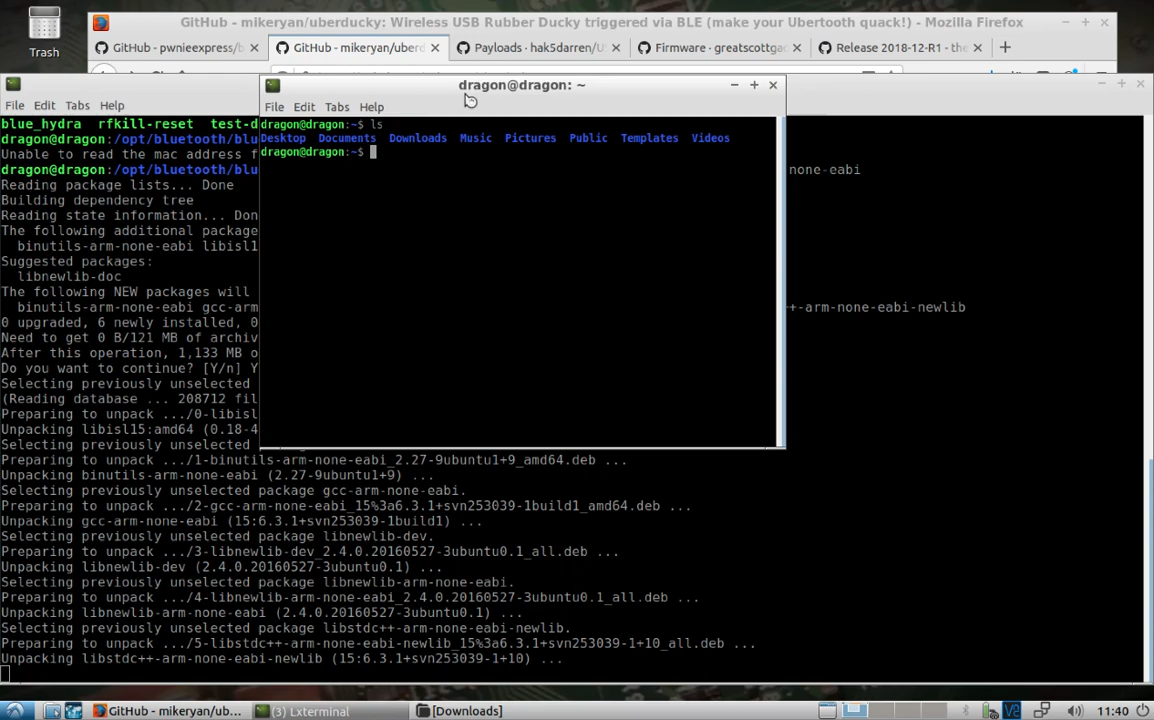 Trash
GitHub - mikeryan/uberducky: Wireless USB Rubber Ducky triggered via BLE (make your Ubertooth quack!) - Mozilla Firefox
GitHub - pwnieexpress/b
GitHub - mikeryan/uberd
Payloads · hak5darren/U
Firmware · greatscottga
Release 2018-12-R1 · the
File Edit Tabs Help
blue_hydra rfkill-reset test-d
dragon@dragon:/opt/bluetooth/blu
Unable to read the mac address f
dragon@dragon:/opt/bluetooth/blu
none-eabi
Reading package lists... Done
Building dependency tree
Reading state information... Don
The following additional package
binutils-arm-none-eabi libisl1
Suggested packages:
libnewlib-doc
The following NEW packages will
binutils-arm-none-eabi gcc-arm
+-arm-none-eabi-newlib
0 upgraded, 6 newly installed, 0
Need to get 0 B/121 MB of archiv
After this operation, 1,133 MB o
Do you want to continue? [Y/n] Y
Selecting previously unselected
(Reading database ... 208712 fil
Preparing to unpack .../0-libisl
Unpacking libisl15:amd64 (0.18-4
Selecting previously unselected
Preparing to unpack .../1-binutils-arm-none-eabi_2.27-9ubuntu1+9_amd64.deb ...
Unpacking binutils-arm-none-eabi (2.27-9ubuntu1+9) ...
Selecting previously unselected package gcc-arm-none-eabi.
Preparing to unpack .../2-gcc-arm-none-eabi_15%3a6.3.1+svn253039-1build1_amd64.deb ...
Unpacking gcc-arm-none-eabi (15:6.3.1+svn253039-1build1) ...
Selecting previously unselected package libnewlib-dev.
Preparing to unpack .../3-libnewlib-dev_2.4.0.20160527-3ubuntu0.1_all.deb ...
Unpacking libnewlib-dev (2.4.0.20160527-3ubuntu0.1) ...
Selecting previously unselected package libnewlib-arm-none-eabi.
Preparing to unpack .../4-libnewlib-arm-none-eabi_2.4.0.20160527-3ubuntu0.1_all.deb ...
Unpacking libnewlib-arm-none-eabi (2.4.0.20160527-3ubuntu0.1) ...
Selecting previously unselected package libstdc++-arm-none-eabi-newlib.
Preparing to unpack .../5-libstdc++-arm-none-eabi-newlib_15%3a6.3.1+svn253039-1+10_all.deb ...
Unpacking libstdc++-arm-none-eabi-newlib (15:6.3.1+svn253039-1+10) ...
dragon@dragon: ~
File Edit Tabs Help
dragon@dragon:~$ ls
Desktop Documents Downloads Music Pictures Public Templates Videos
dragon@dragon:~$
GitHub - mikeryan/ub...
(3) Lxterminal
[Downloads]
11:40